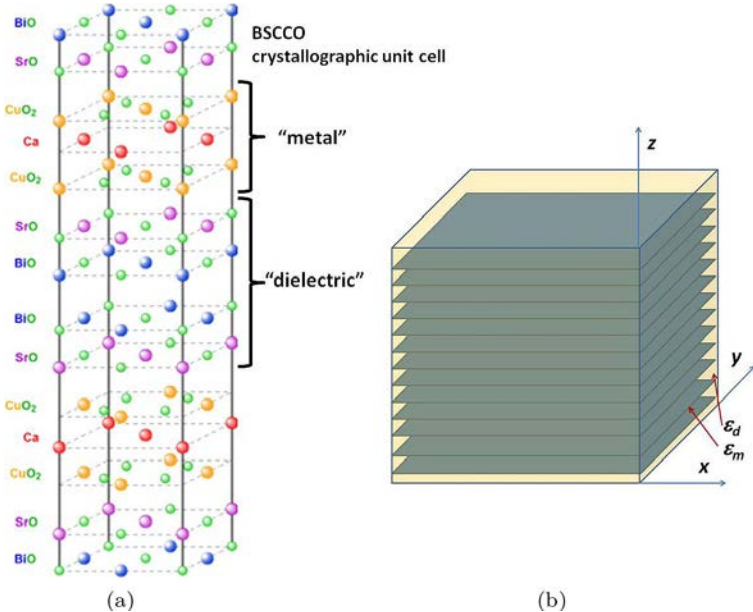 BiO
SrO
CuO₂
Ca
CuO₂
SrO
BiO
BiO
SrO
CuO₂
Ca
CuO₂
SrO
BiO
BSCCO
crystallographic unit cell
“metal”
“dielectric”
(a)
z
y
x
εd
εm
(b)